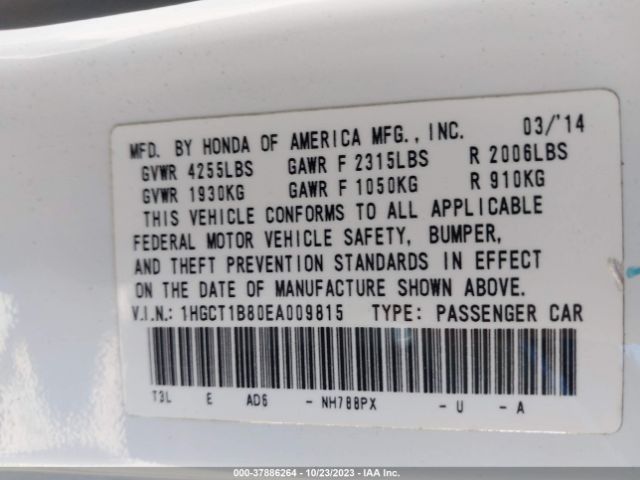 MFD. BY HONDA OF AMERICA MFG., INC. 03/'14
GVWR 4255LBS GAWR F 2315LBS R 2006LBS
GVWR 1930KG GAWR F 1050KG R 910KG
THIS VEHICLE CONFORMS TO ALL APPLICABLE
FEDERAL MOTOR VEHICLE SAFETY, BUMPER,
AND THEFT PREVENTION STANDARDS IN EFFECT
ON THE DATE OF MANUFACTURE SHOWN ABOVE.
V.I.N.: 1HGCT1B80EA009815 TYPE: PASSENGER CAR
T3L E AD6 - NH788PX - U - A
000-37886264 - 10/23/2023 - IAA Inc.